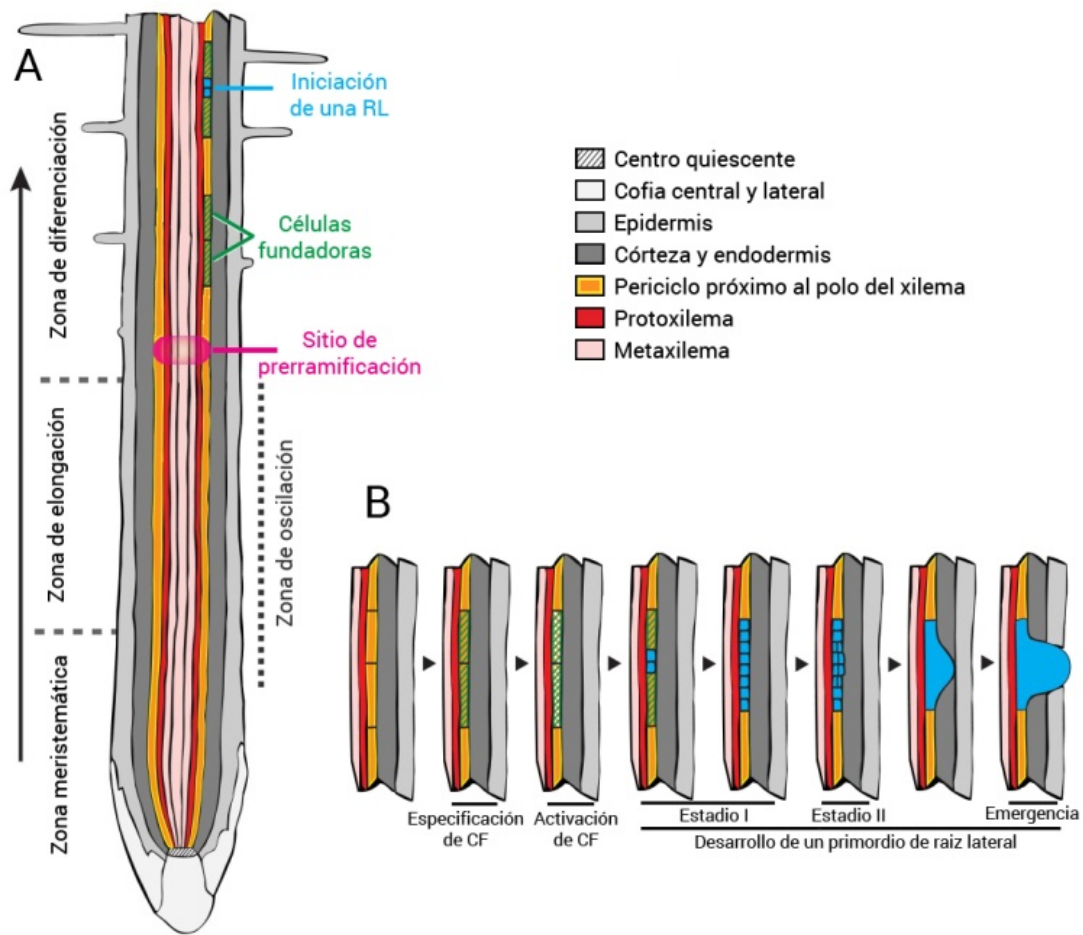 A
Iniciación
de una RL
Células
fundadoras
Sitio de
prerramificación
Zona de diferenciación
Zona de elongación
Zona meristemática
Zona de oscilación
Centro quiescente
Cofia central y lateral
Epidermis
Córteza y endodermis
Periciclo próximo al polo del xilema
Protoxilema
Metaxilema
B
Especificación
de CF
Activación
de CF
Estadio I
Estadio II
Emergencia
Desarrollo de un primordio de raiz lateral